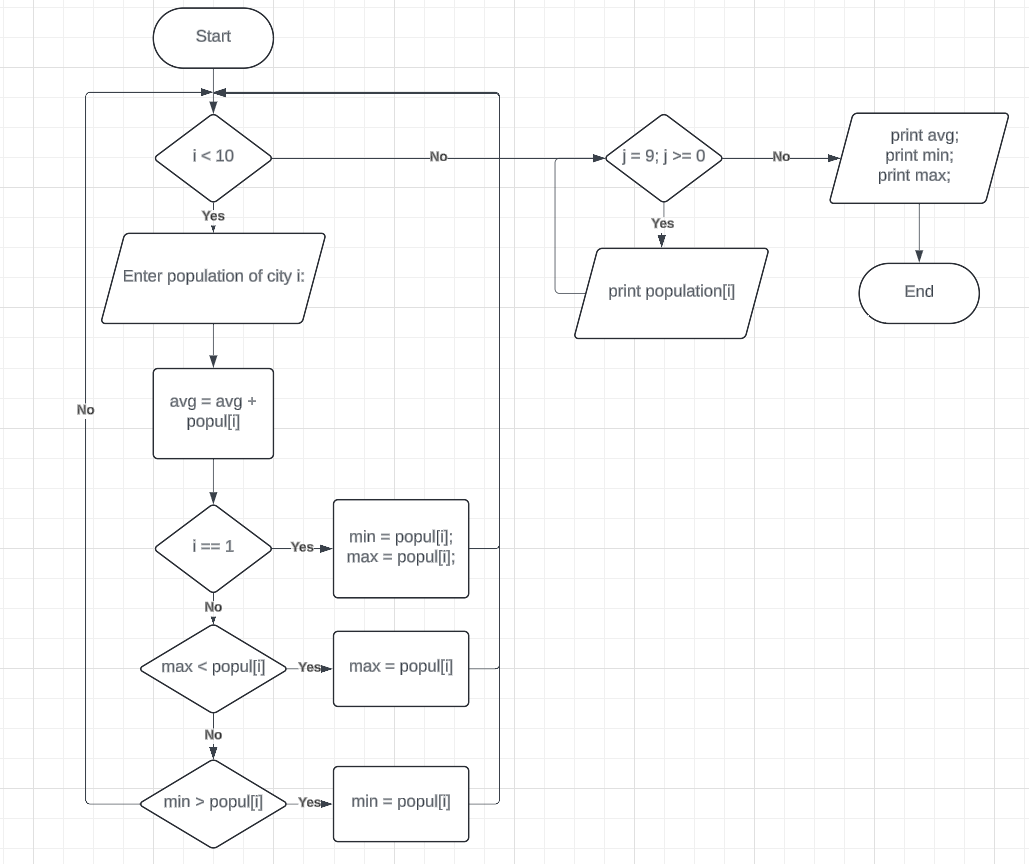 Start
i < 10
No
j = 9; j >= 0
No
print avg;
print min;
print max;
Yes
Yes
Enter population of city i:
print population[i]
End
No
avg = avg +
popul[i]
i == 1
Yes
min = popul[i];
max = popul[i];
No
max < popul[i]
Yes
max = popul[i]
No
min > popul[i]
Yes
min = popul[i]